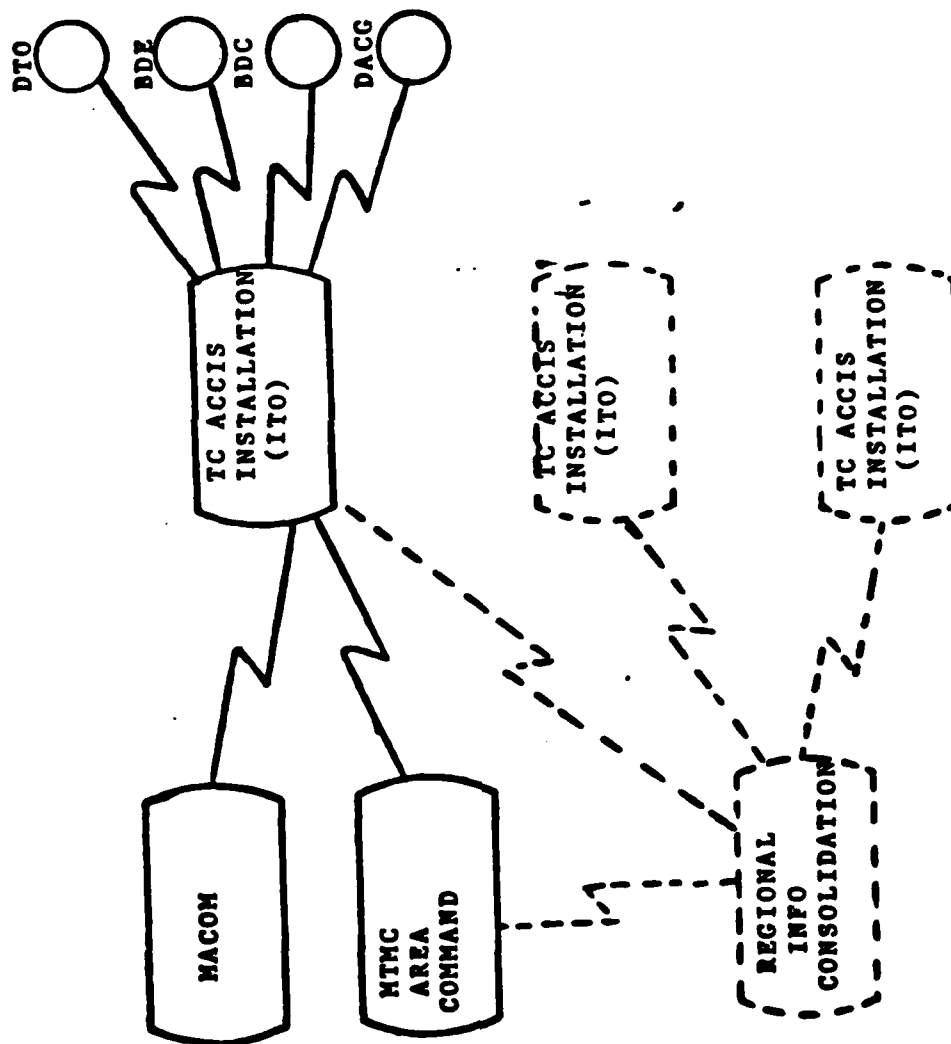 MACOM
MTMC
AREA
COMMAND
REGIONAL
INFO
CONSOLIDATION
TC ACCIS
INSTALLATION
(ITO)
TC ACCIS
INSTALLATION
(ITO)
TC ACCIS
INSTALLATION
(ITO)
DTO
BDE
BDC
DACG